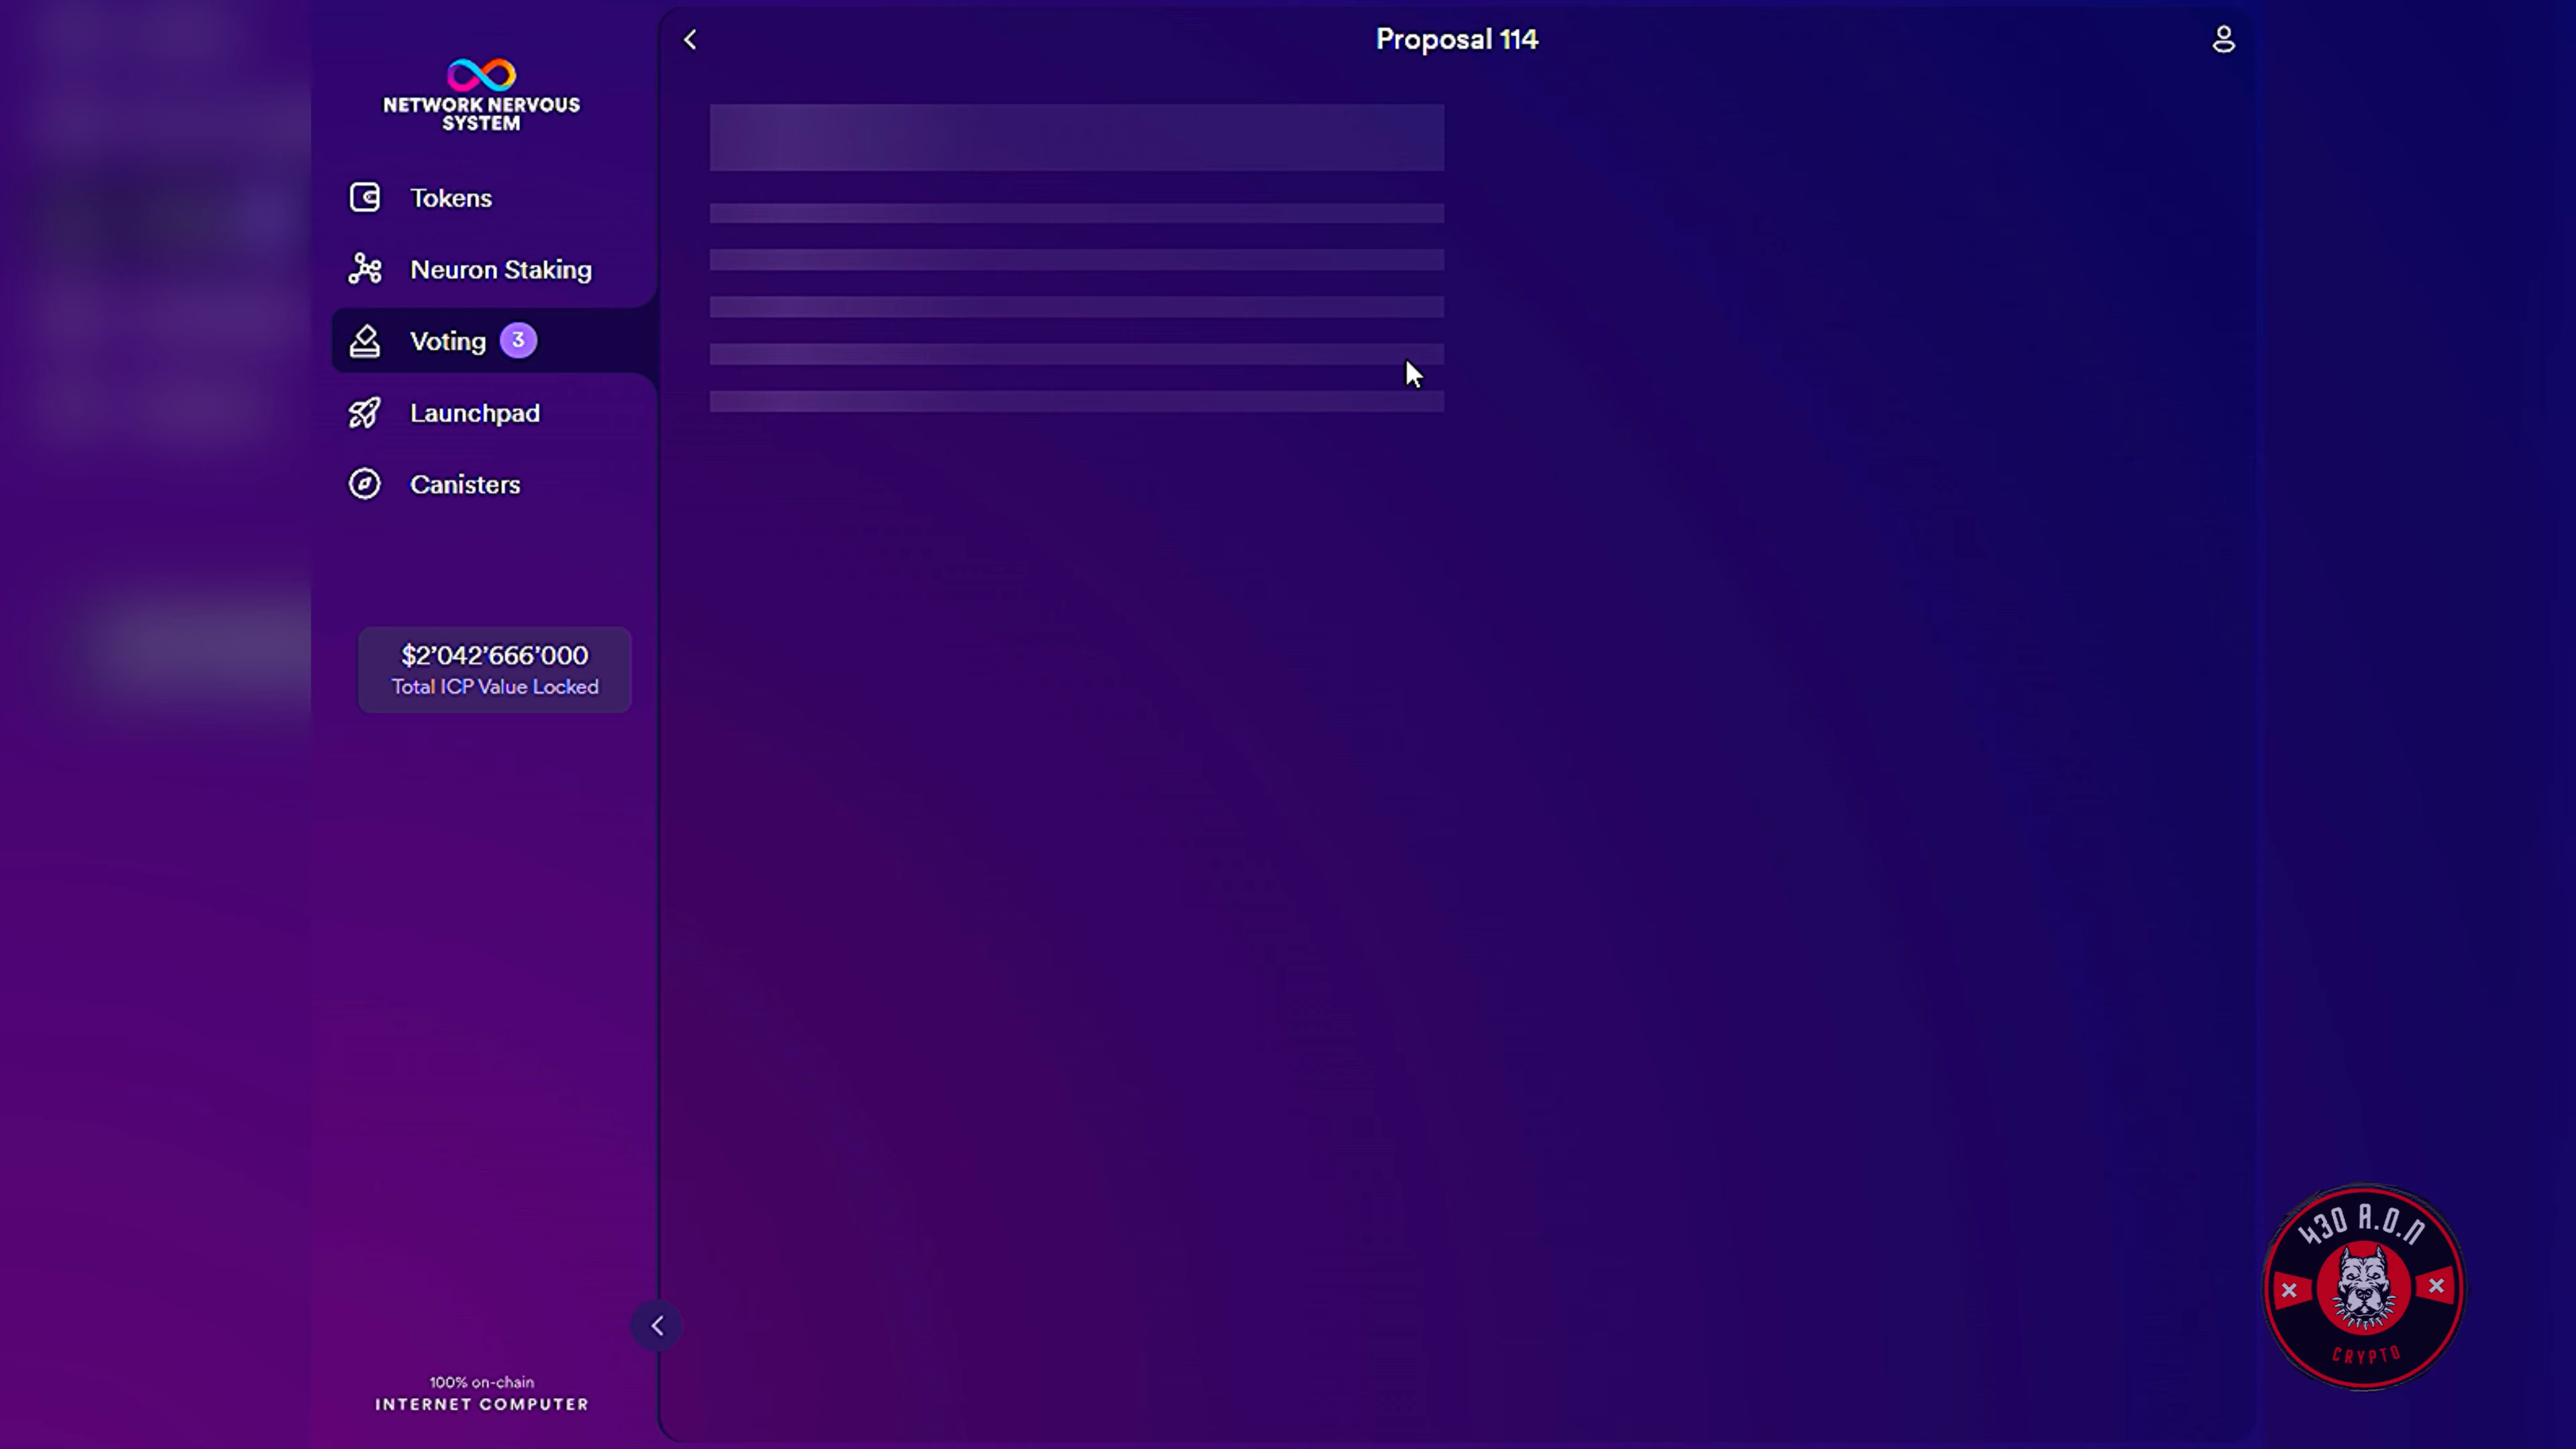 Proposal 114
NETWORK NERVOUS
SYSTEM
Tokens
Neuron Staking
Voting 3
Launchpad
Canisters
$2’042’666’000
Total ICP Value Locked
100% on-chain
INTERNET COMPUTER
430 A.O.N
CRYPTO